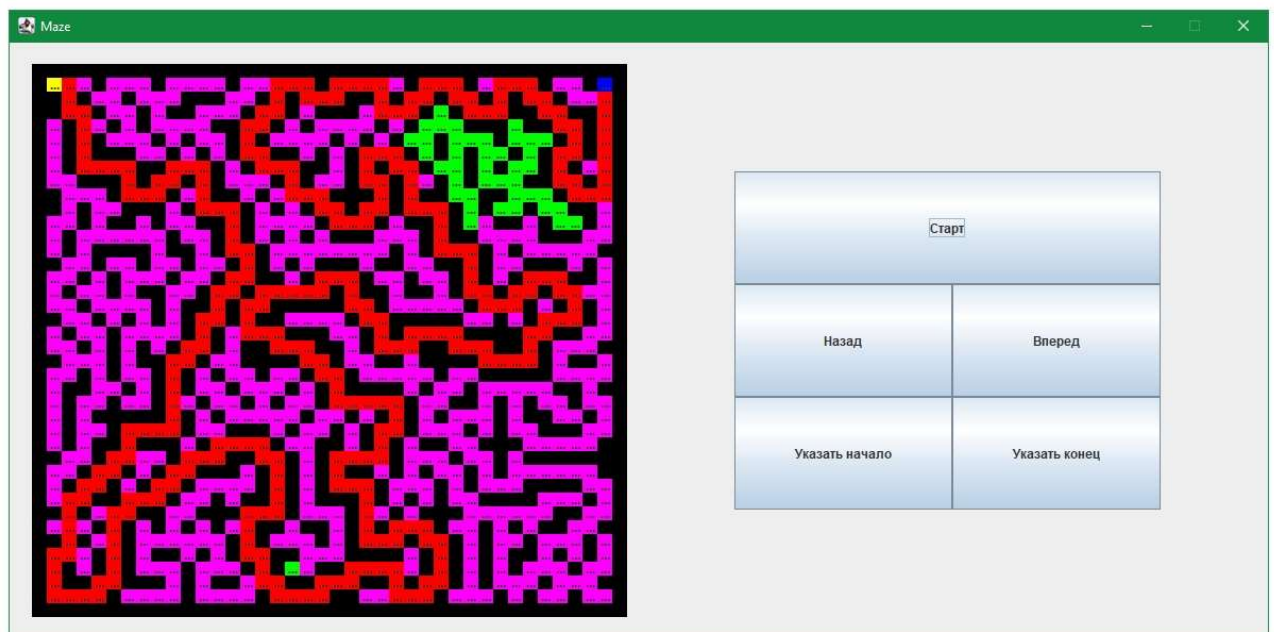 Maze
Старт
Назад
Вперед
Указать начало
Указать конец